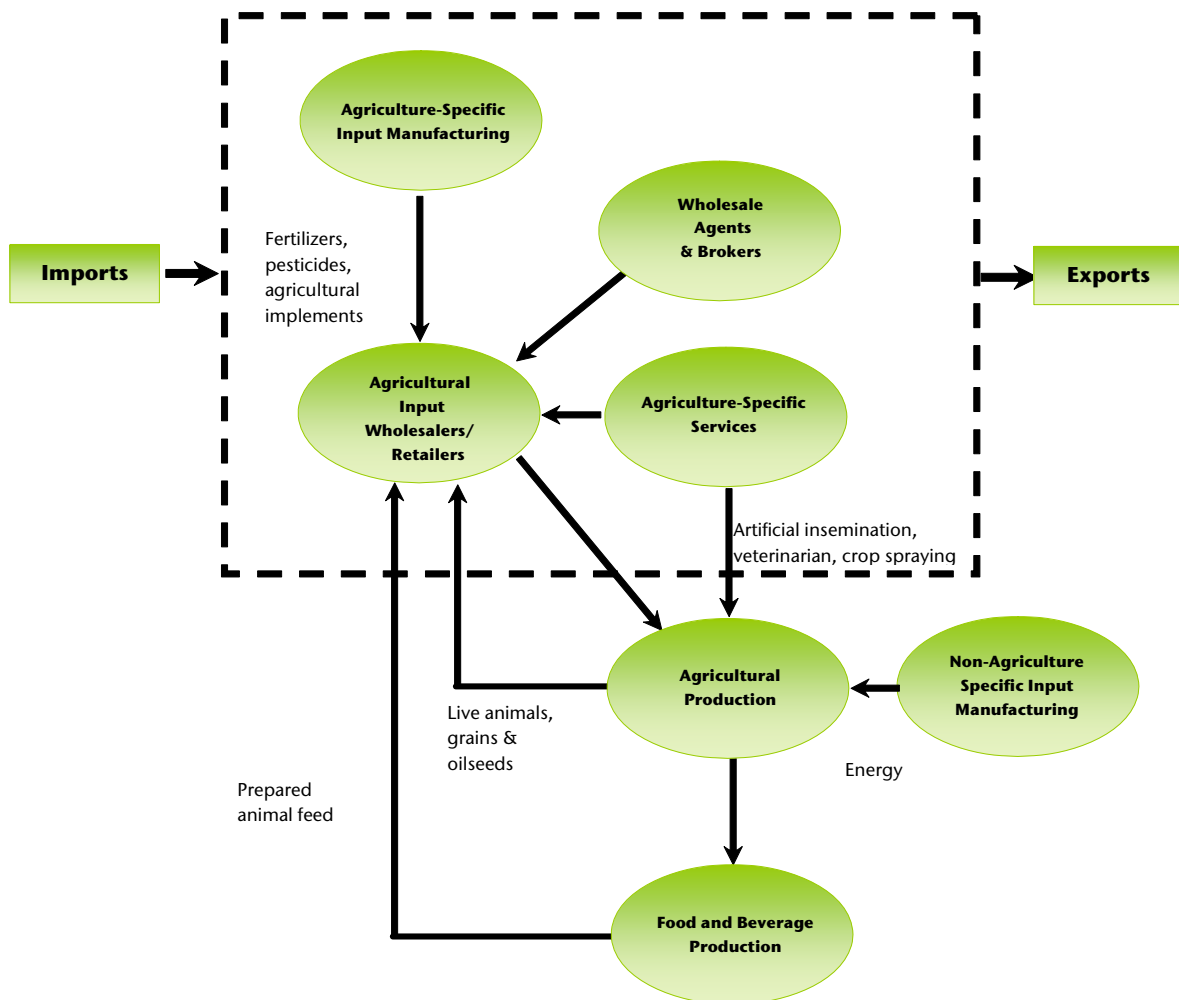 Agriculture-Specific
Input Manufacturing
Wholesale
Agents
& Brokers
Fertilizers,
pesticides,
agricultural
implements
Imports
Exports
Agricultural
Input
Wholesalers/
Retailers
Agriculture-Specific
Services
Artificial insemination,
veterinarian, crop spraying
Agricultural
Production
Non-Agriculture
Specific Input
Manufacturing
Live animals,
grains &
oilseeds
Energy
Prepared
animal feed
Food and Beverage
Production